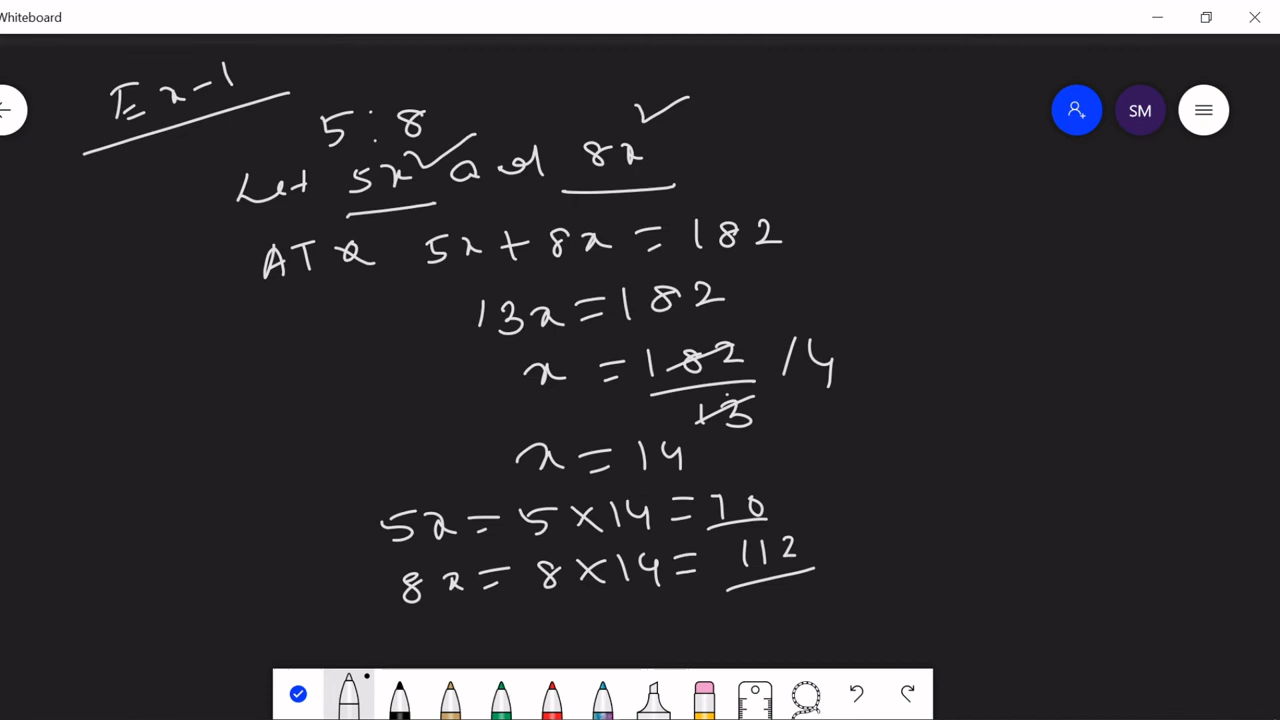 Whiteboard
SM
Ex-1
5:8
Let 5x and 8x
ATQ 5x+8x=182
13x=182
x=182/13 14
x=14
5x=5×14=70
8x=8×14=112